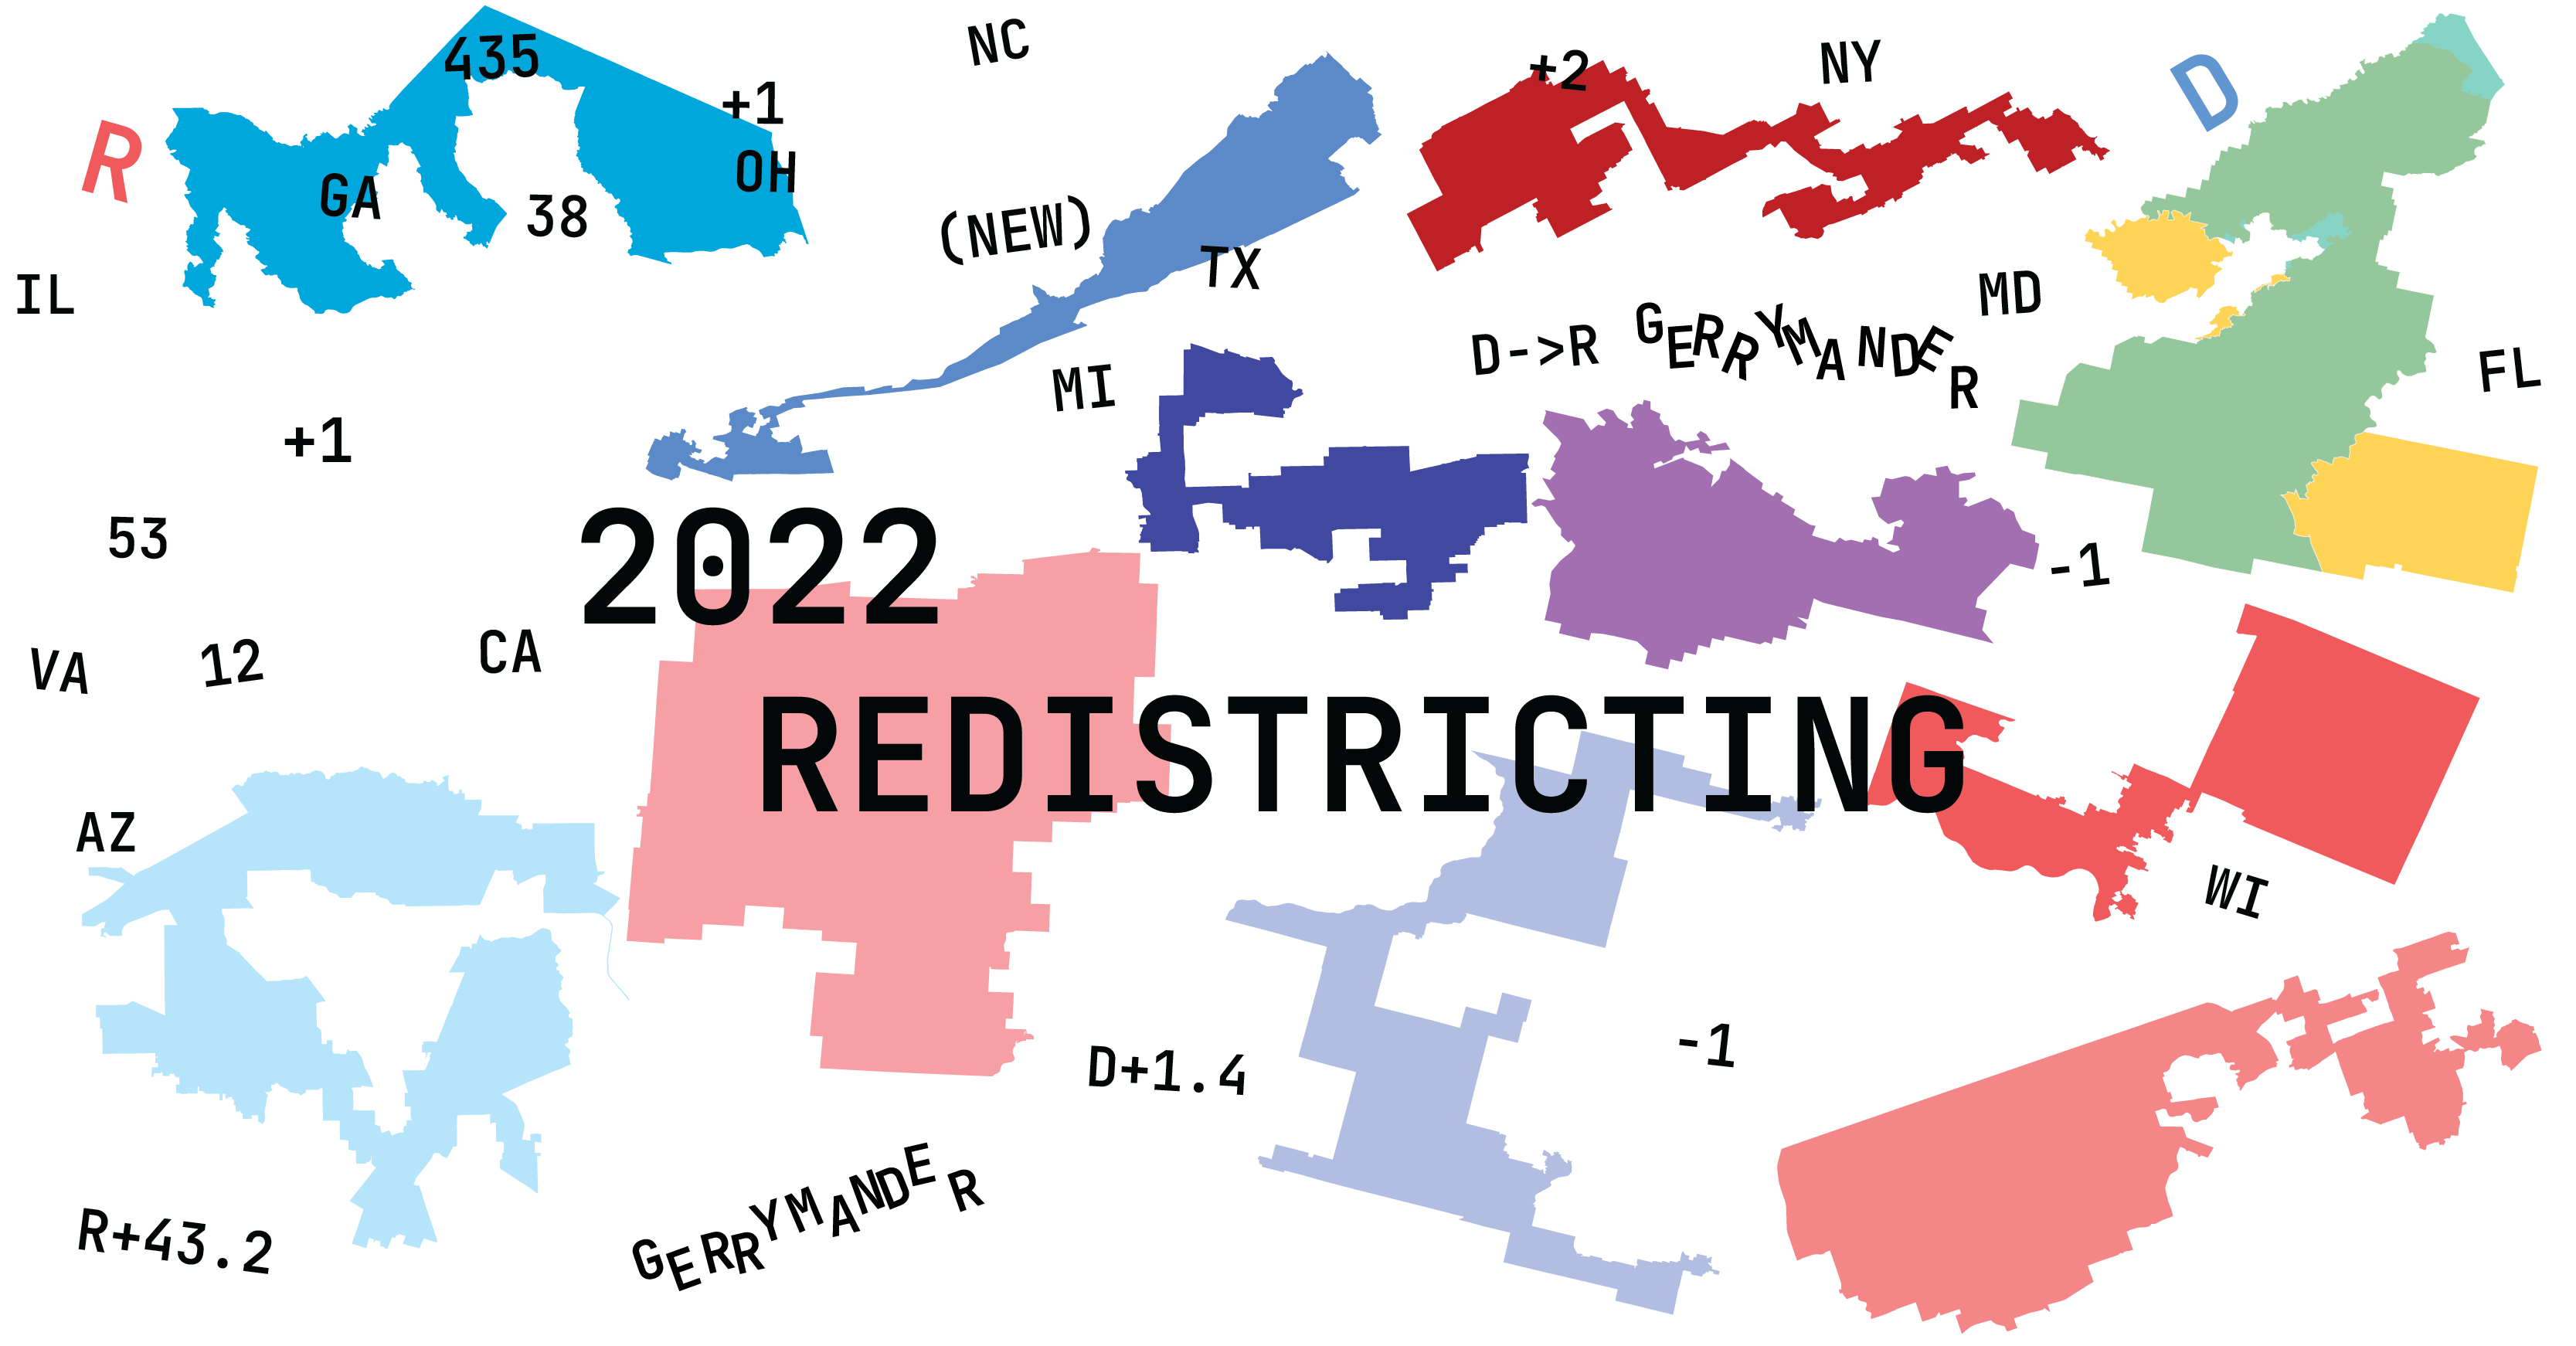 435
NC
+2
NY
D
+1
R
OH
GA
38
(NEW)
TX
IL
MD
D->R GERRYMANDER
FL
MI
+1
53
2022
-1
VA
12
CA
REDISTRICTING
AZ
WI
-1
D+1.4
R+43.2
GERRYMANDER